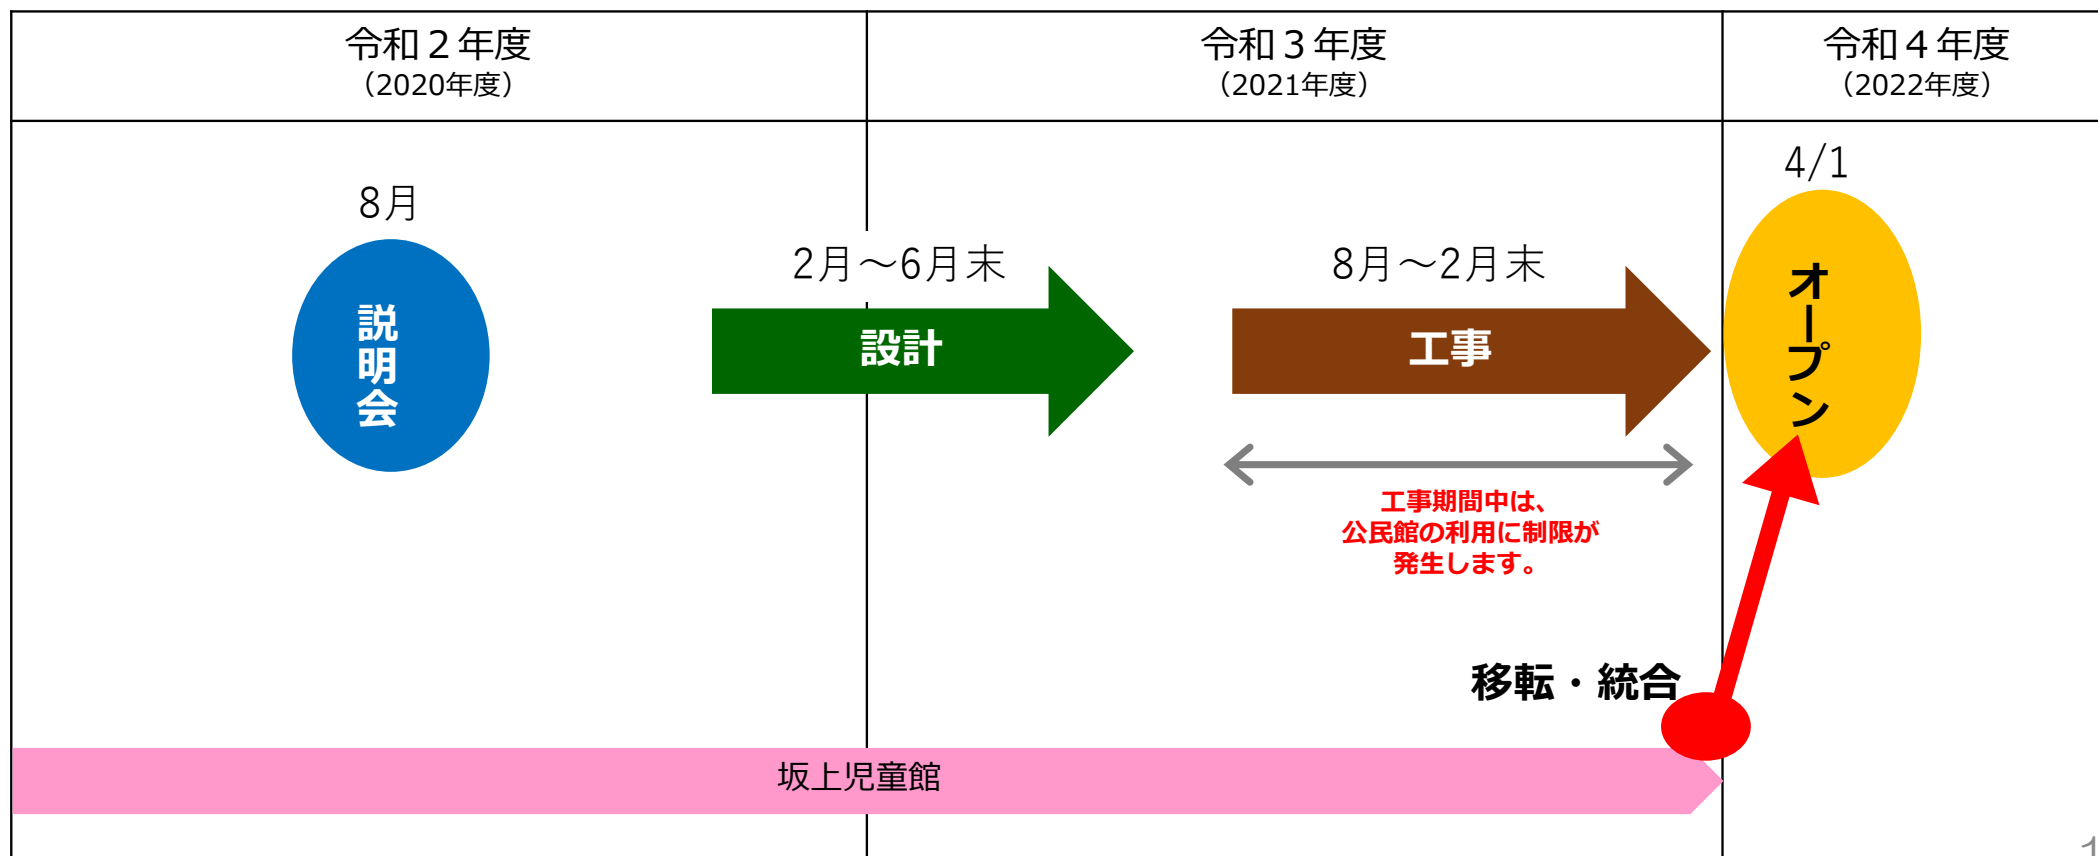 令和２年度
（2020年度）
令和３年度
（2021年度）
令和４年度
（2022年度）
8月
説明会
2月～6月末
設計
8月～2月末
工事
4/1
オープン
工事期間中は、
公民館の利用に制限が
発生します。
移転・統合
坂上児童館